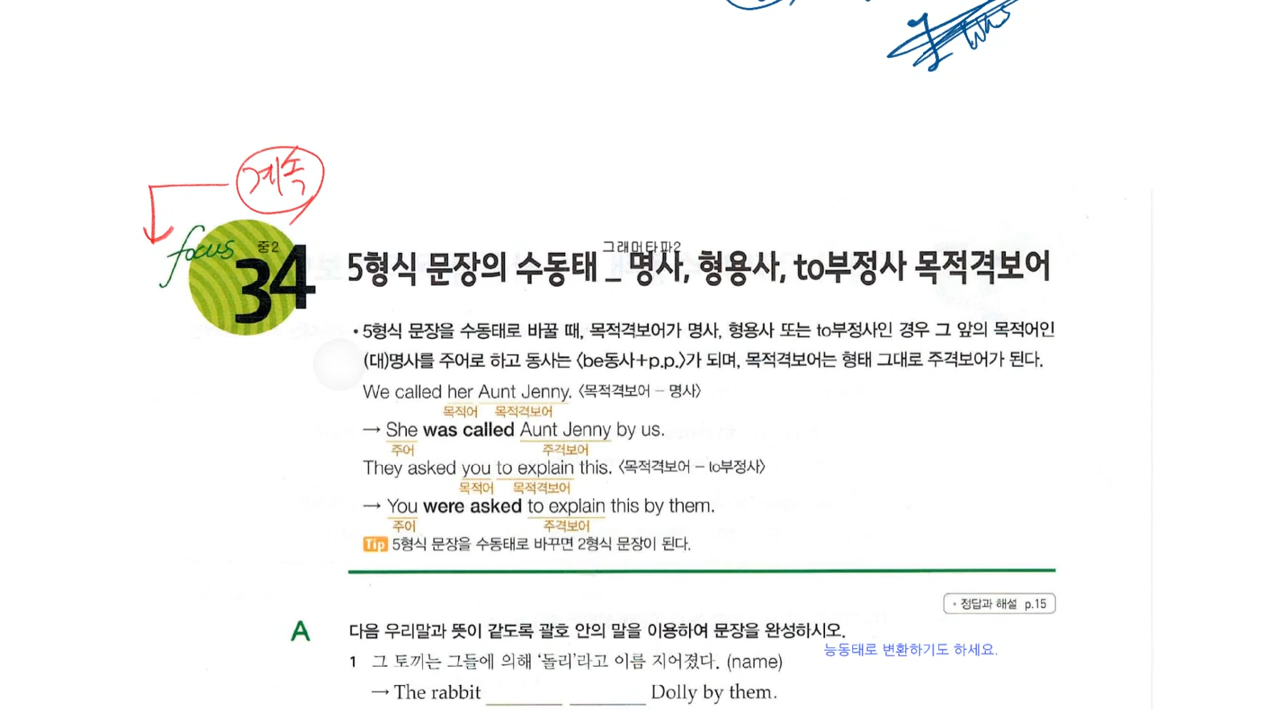 was
계속
focus
중2
34
그래머타파2
5형식 문장의 수동태 _ 명사, 형용사, to부정사 목적격보어
• 5형식 문장을 수동태로 바꿀 때, 목적격보어가 명사, 형용사 또는 to부정사인 경우 그 앞의 목적어인
(대)명사를 주어로 하고 동사는 〈be동사+p.p.〉가 되며, 목적격보어는 형태 그대로 주격보어가 된다.
We called her Aunt Jenny. 〈목적격보어 – 명사〉
목적어 목적격보어
→ She was called Aunt Jenny by us.
주어 주격보어
They asked you to explain this. 〈목적격보어 – to부정사〉
목적어 목적격보어
→ You were asked to explain this by them.
주어 주격보어
Tip 5형식 문장을 수동태로 바꾸면 2형식 문장이 된다.
• 정답과 해설 p.15
A 다음 우리말과 뜻이 같도록 괄호 안의 말을 이용하여 문장을 완성하시오.
능동태로 변환하기도 하세요.
1 그 토끼는 그들에 의해 ‘돌리’라고 이름 지어졌다. (name)
→ The rabbit ________ ________ Dolly by them.